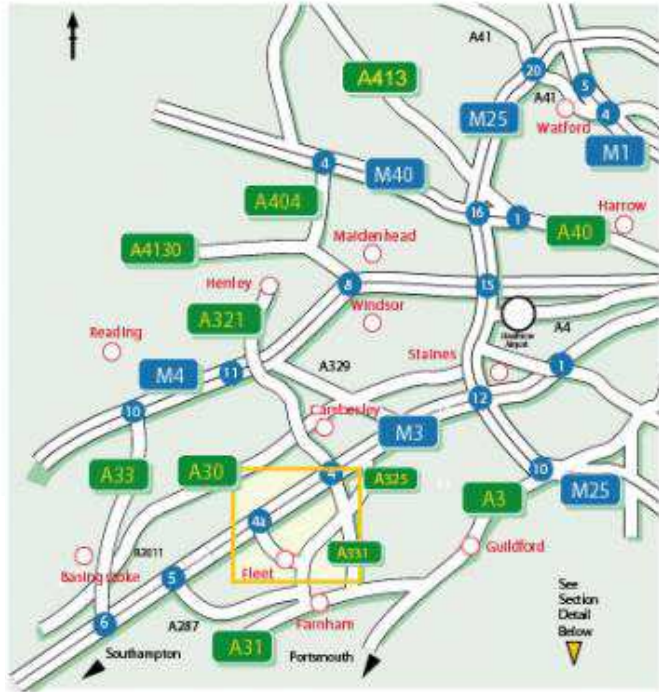 A41
20
A413
5
A41
M25
4
Watford
M1
4
M40
A404
Harrow
16
1
A40
A4130
Maidenhead
Henley
8
15
Windsor
A321
Heathrow
Airport
A4
Reading
Staines
M4
11
A329
1
10
12
Camberley
M3
A33
A30
4
A325
10
A3
M25
4a
A331
Guildford
Basingstoke
5
Fleet
See
Section
Detail
Below
6
A287
Farnham
A31
Southampton
Portsmouth